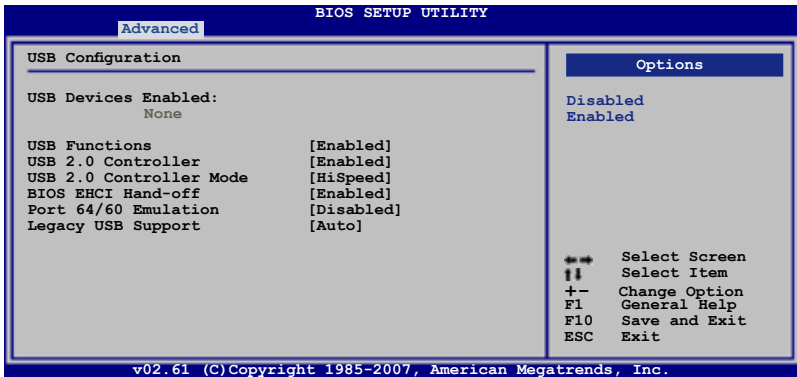 BIOS SETUP UTILITY
Advanced
USB Configuration
USB Devices Enabled:
None
USB Functions [Enabled]
USB 2.0 Controller [Enabled]
USB 2.0 Controller Mode [HiSpeed]
BIOS EHCI Hand-off [Enabled]
Port 64/60 Emulation [Disabled]
Legacy USB Support [Auto]
Options
Disabled
Enabled
←→ Select Screen
↑↓ Select Item
+- Change Option
F1 General Help
F10 Save and Exit
ESC Exit
v02.61 (C)Copyright 1985-2007, American Megatrends, Inc.